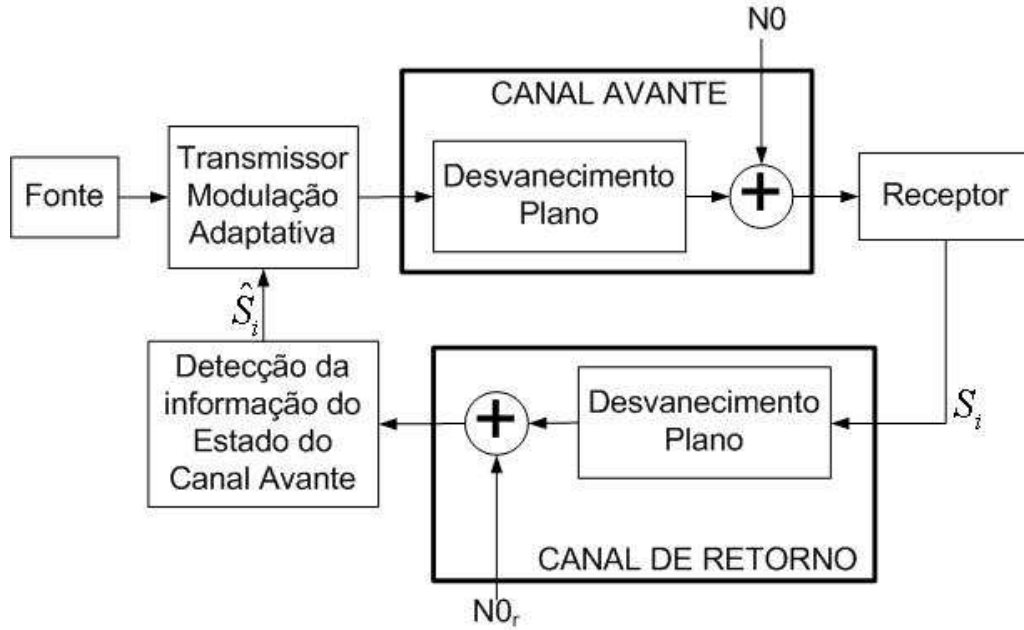 N0
CANAL AVANTE
Fonte
Transmissor
Modulação
Adaptativa
Desvanecimento
Plano
+
Receptor
Ŝi
Si
Detecção da
informação do
Estado do
Canal Avante
+
Desvanecimento
Plano
CANAL DE RETORNO
N0r